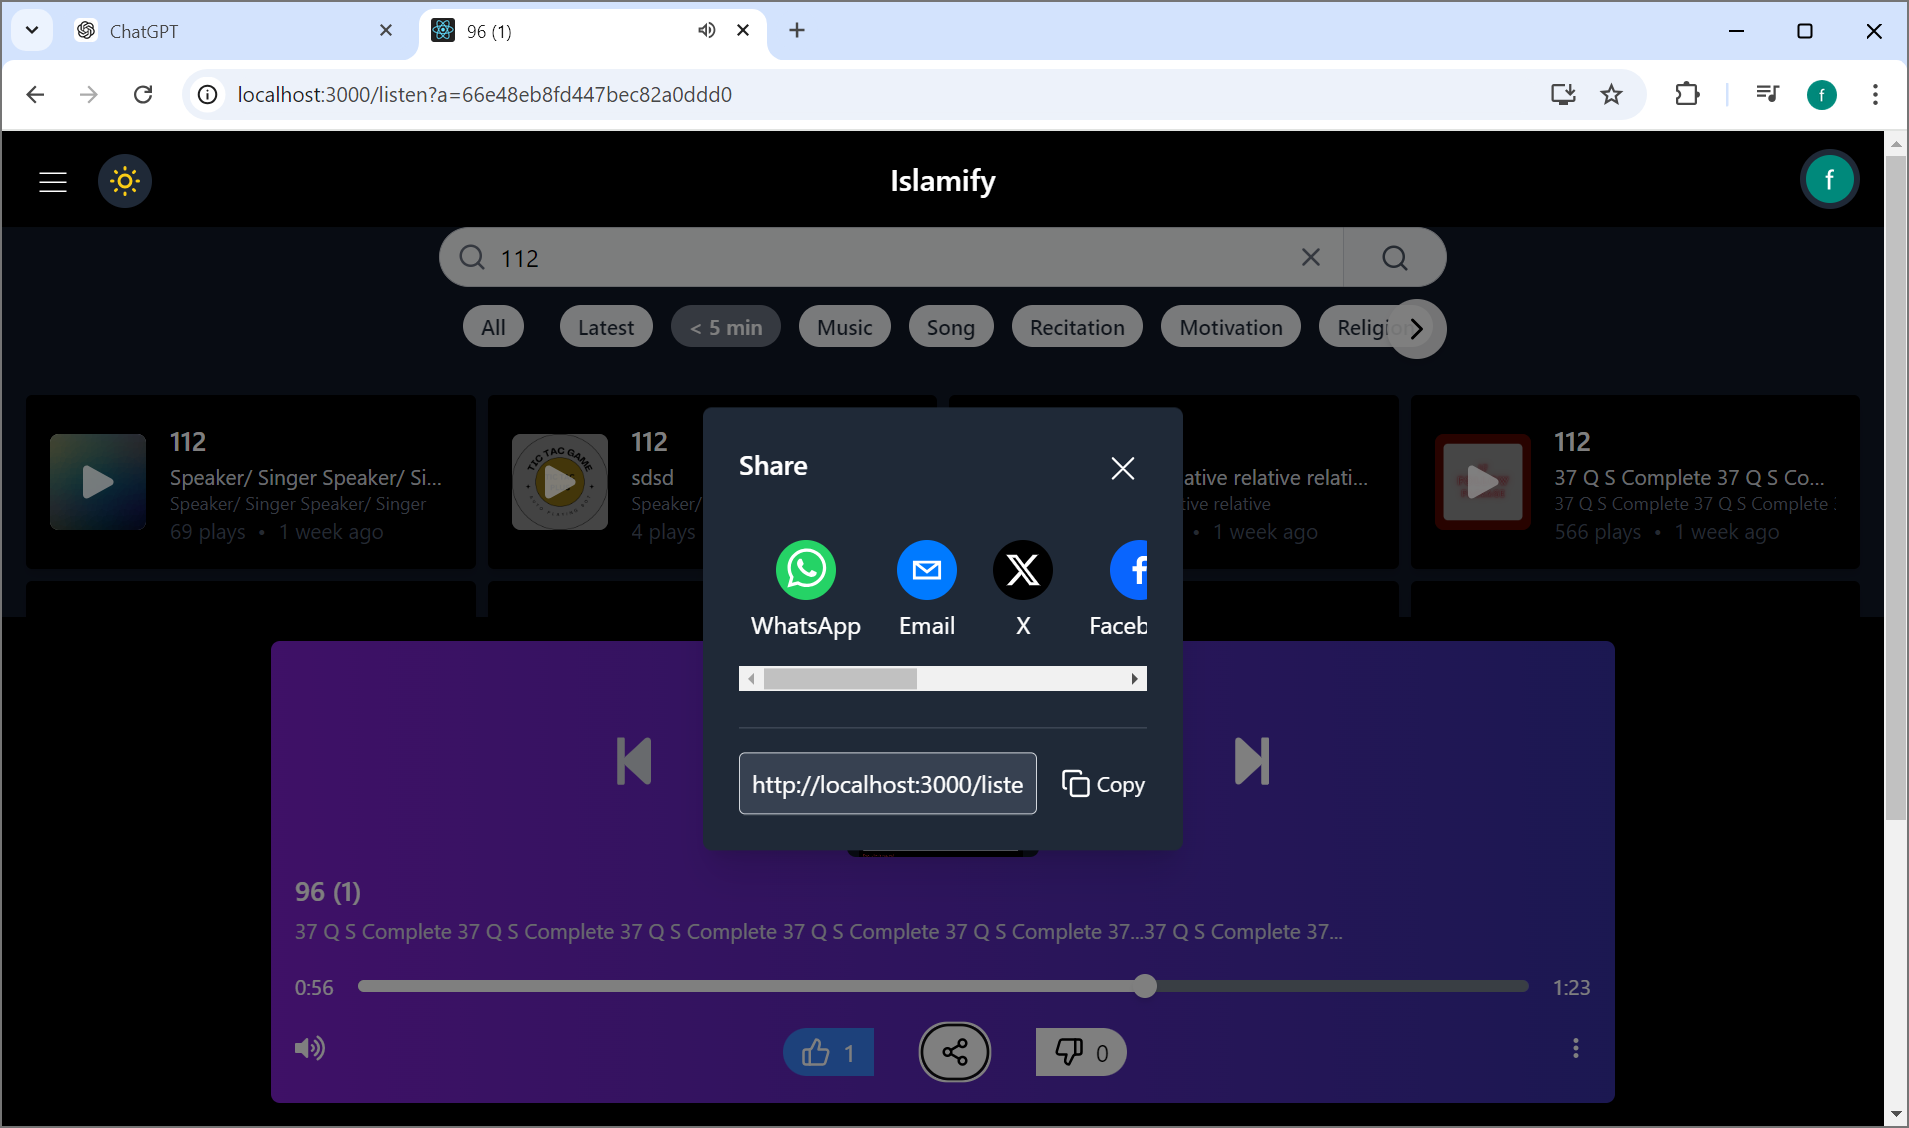 ChatGPT
96 (1)
localhost:3000/listen?a=66e48eb8fd447bec82a0ddd0
f
Islamify
f
112
All
Latest
< 5 min
Music
Song
Recitation
Motivation
Religion
112
Speaker/ Singer Speaker/ Si...
Speaker/ Singer Speaker/ Singer
69 plays • 1 week ago
TIC TAC GAME
112
sdsd
Speaker/
4 plays
ative relative relati...
tive relative
• 1 week ago
112
37 Q S Complete 37 Q S Co...
37 Q S Complete 37 Q S Complete
566 plays • 1 week ago
Share
WhatsApp
Email
X
Faceb
http://localhost:3000/liste
Copy
96 (1)
37 Q S Complete 37 Q S Complete 37 Q S Complete 37 Q S Complete 37 Q S Complete 37...37 Q S Complete 37...
0:56
1:23
1
0